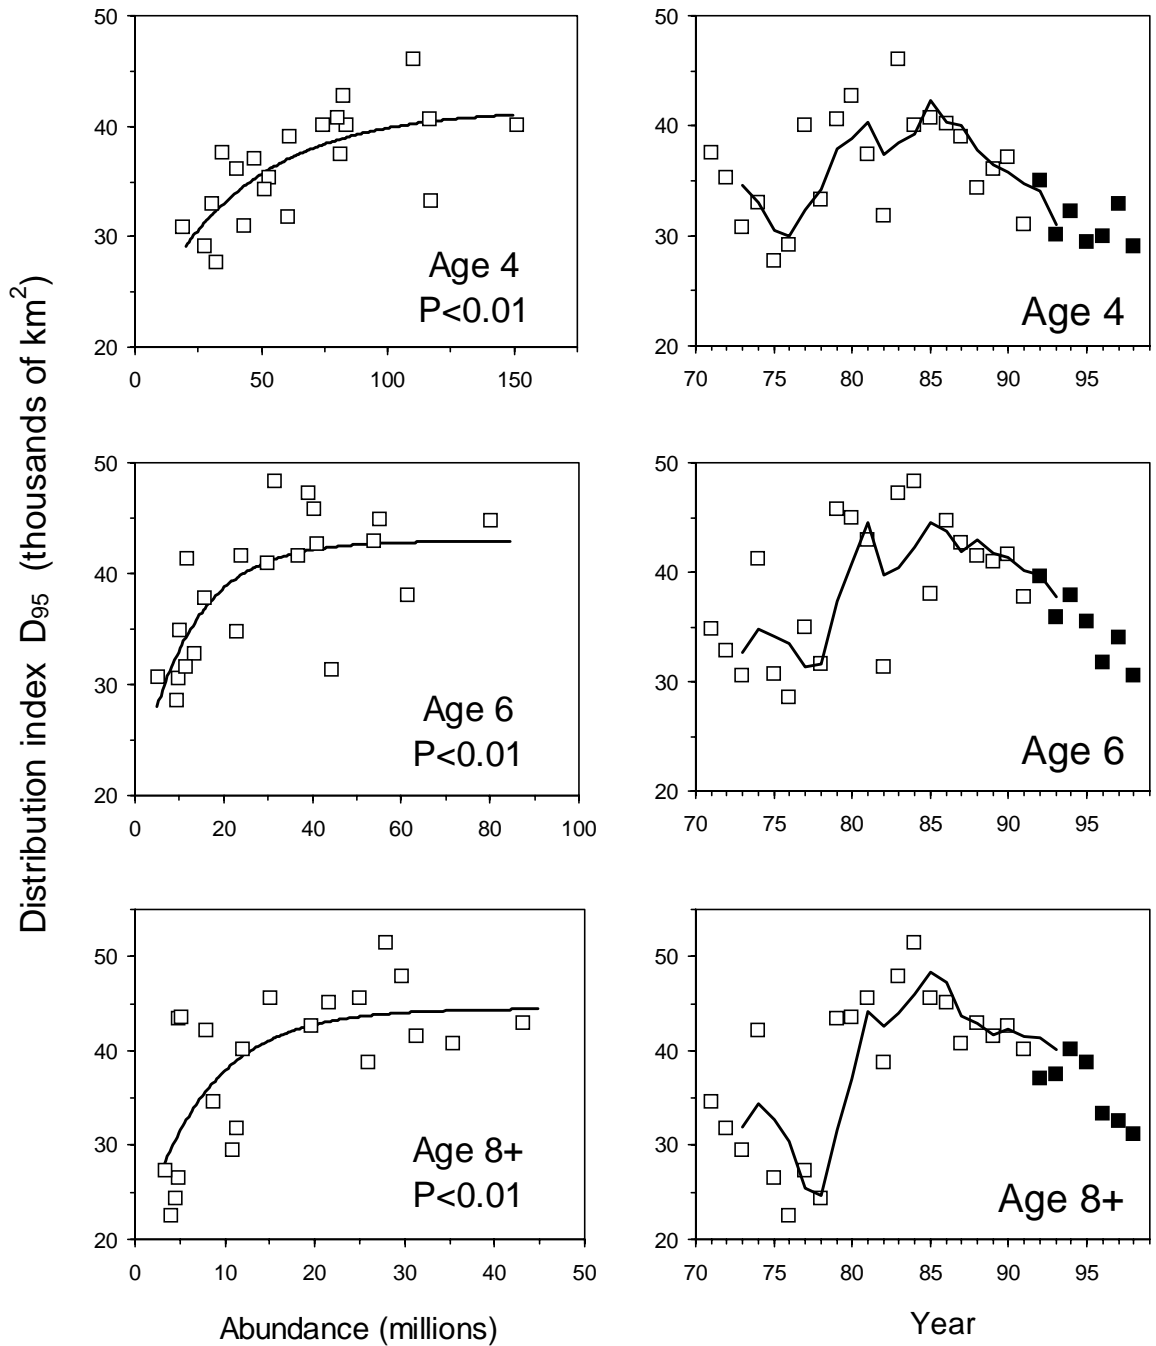 Distribution index D95 (thousands of km2)
50
40
30
20
0 50 100 150
Age 4
P<0.01
50
40
30
20
70 75 80 85 90 95
Age 4
50
40
30
20
0 20 40 60 80 100
Age 6
P<0.01
50
40
30
20
70 75 80 85 90 95
Age 6
50
40
30
20
0 10 20 30 40 50
Age 8+
P<0.01
Abundance (millions)
50
40
30
20
70 75 80 85 90 95
Age 8+
Year